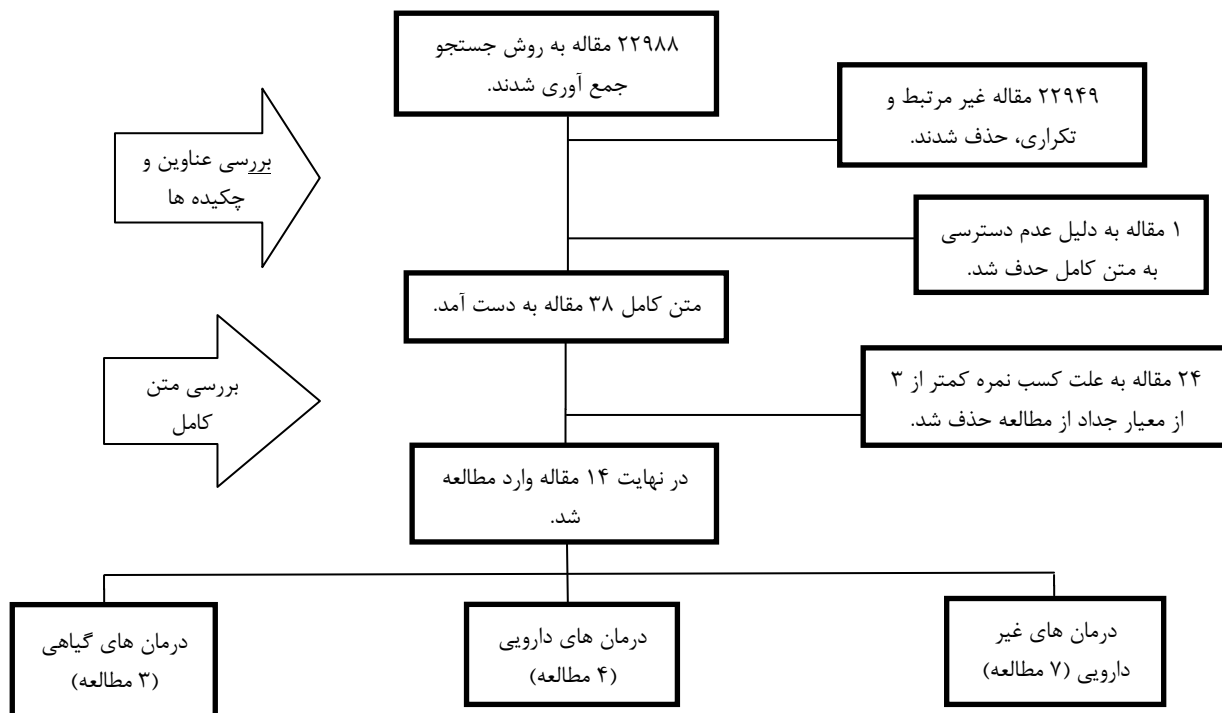 ۲۲۹۸۸ مقاله به روش جستجو
جمع آوری شدند.
۲۲۹۴۹ مقاله غیر مرتبط و
تکراری، حذف شدند.
بررسی عناوین و
چکیده ها
۱ مقاله به دلیل عدم دسترسی
به متن کامل حدف شد.
متن کامل ۳۸ مقاله به دست آمد.
۲۴ مقاله به علت کسب نمره کمتر از ۳
از معیار جداد از مطالعه حذف شد.
بررسی متن
کامل
در نهایت ۱۴ مقاله وارد مطالعه
شد.
درمان های غیر
دارویی (۷ مطالعه)
درمان های دارویی
(۴ مطالعه)
درمان های گیاهی
(۳ مطالعه)